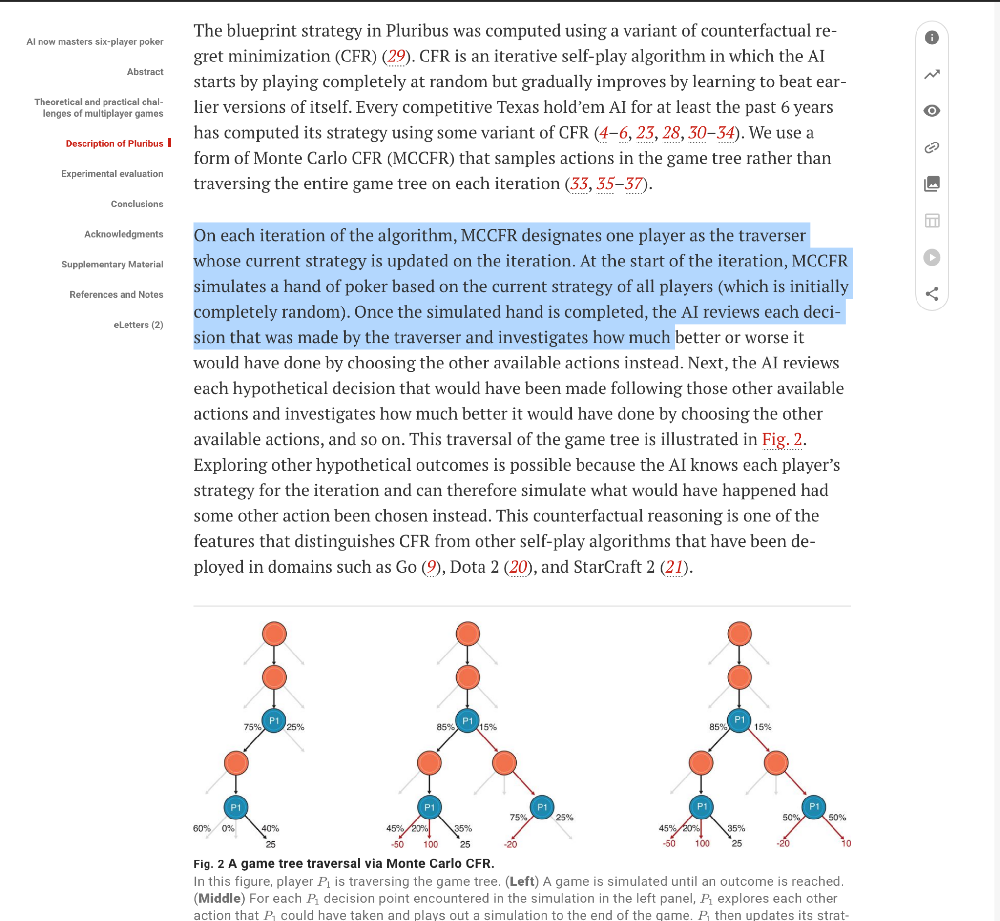 AI now masters six-player poker
Abstract
Theoretical and practical chal-
lenges of multiplayer games
Description of Pluribus
Experimental evaluation
Conclusions
Acknowledgments
Supplementary Material
References and Notes
eLetters (2)
The blueprint strategy in Pluribus was computed using a variant of counterfactual re-
gret minimization (CFR) (29). CFR is an iterative self-play algorithm in which the AI
starts by playing completely at random but gradually improves by learning to beat ear-
lier versions of itself. Every competitive Texas hold’em AI for at least the past 6 years
has computed its strategy using some variant of CFR (4–6, 23, 28, 30–34). We use a
form of Monte Carlo CFR (MCCFR) that samples actions in the game tree rather than
traversing the entire game tree on each iteration (33, 35–37).
On each iteration of the algorithm, MCCFR designates one player as the traverser
whose current strategy is updated on the iteration. At the start of the iteration, MCCFR
simulates a hand of poker based on the current strategy of all players (which is initially
completely random). Once the simulated hand is completed, the AI reviews each deci-
sion that was made by the traverser and investigates how much better or worse it
would have done by choosing the other available actions instead. Next, the AI reviews
each hypothetical decision that would have been made following those other available
actions and investigates how much better it would have done by choosing the other
available actions, and so on. This traversal of the game tree is illustrated in Fig. 2.
Exploring other hypothetical outcomes is possible because the AI knows each player’s
strategy for the iteration and can therefore simulate what would have happened had
some other action been chosen instead. This counterfactual reasoning is one of the
features that distinguishes CFR from other self-play algorithms that have been de-
ployed in domains such as Go (9), Dota 2 (20), and StarCraft 2 (21).
75% P1 25%
P1
60% 0% 40%
25
85% P1 15%
P1 P1
75% 25%
45% 20% 35%
-50 100 25 -20
85% P1 15%
P1 P1
50% 50%
45% 20% 35%
-50 100 25 -20 10
Fig. 2 A game tree traversal via Monte Carlo CFR.
In this figure, player P1 is traversing the game tree. (Left) A game is simulated until an outcome is reached.
(Middle) For each P1 decision point encountered in the simulation in the left panel, P1 explores each other
action that P1 could have taken and plays out a simulation to the end of the game. P1 then updates its strat-